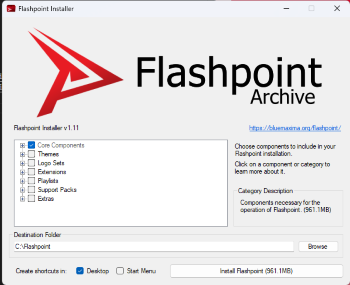 Flashpoint Installer
Flashpoint
Archive
Flashpoint Installer v1.11
https://bluemaxima.org/flashpoint/
Core Components
Themes
Logo Sets
Extensions
Playlists
Support Packs
Extras
Choose components to include in your
Flashpoint installation.
Click on a component or category to
learn more about it.
Category Description
Components necessary for the
operation of Flashpoint. (961.1MB)
Destination Folder
C:\Flashpoint
Browse
Create shortcuts in:
Desktop
Start Menu
Install Flashpoint (961.1MB)